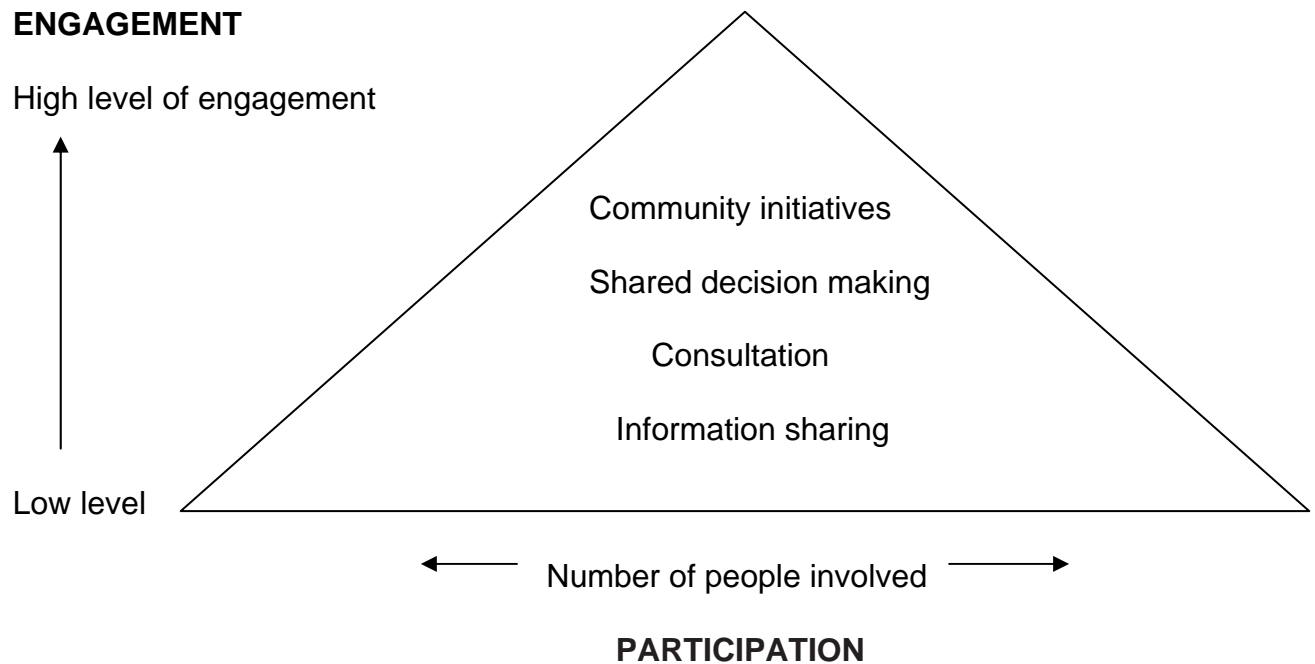 ENGAGEMENT
High level of engagement
Community initiatives
Shared decision making
Consultation
Information sharing
Low level
Number of people involved
PARTICIPATION